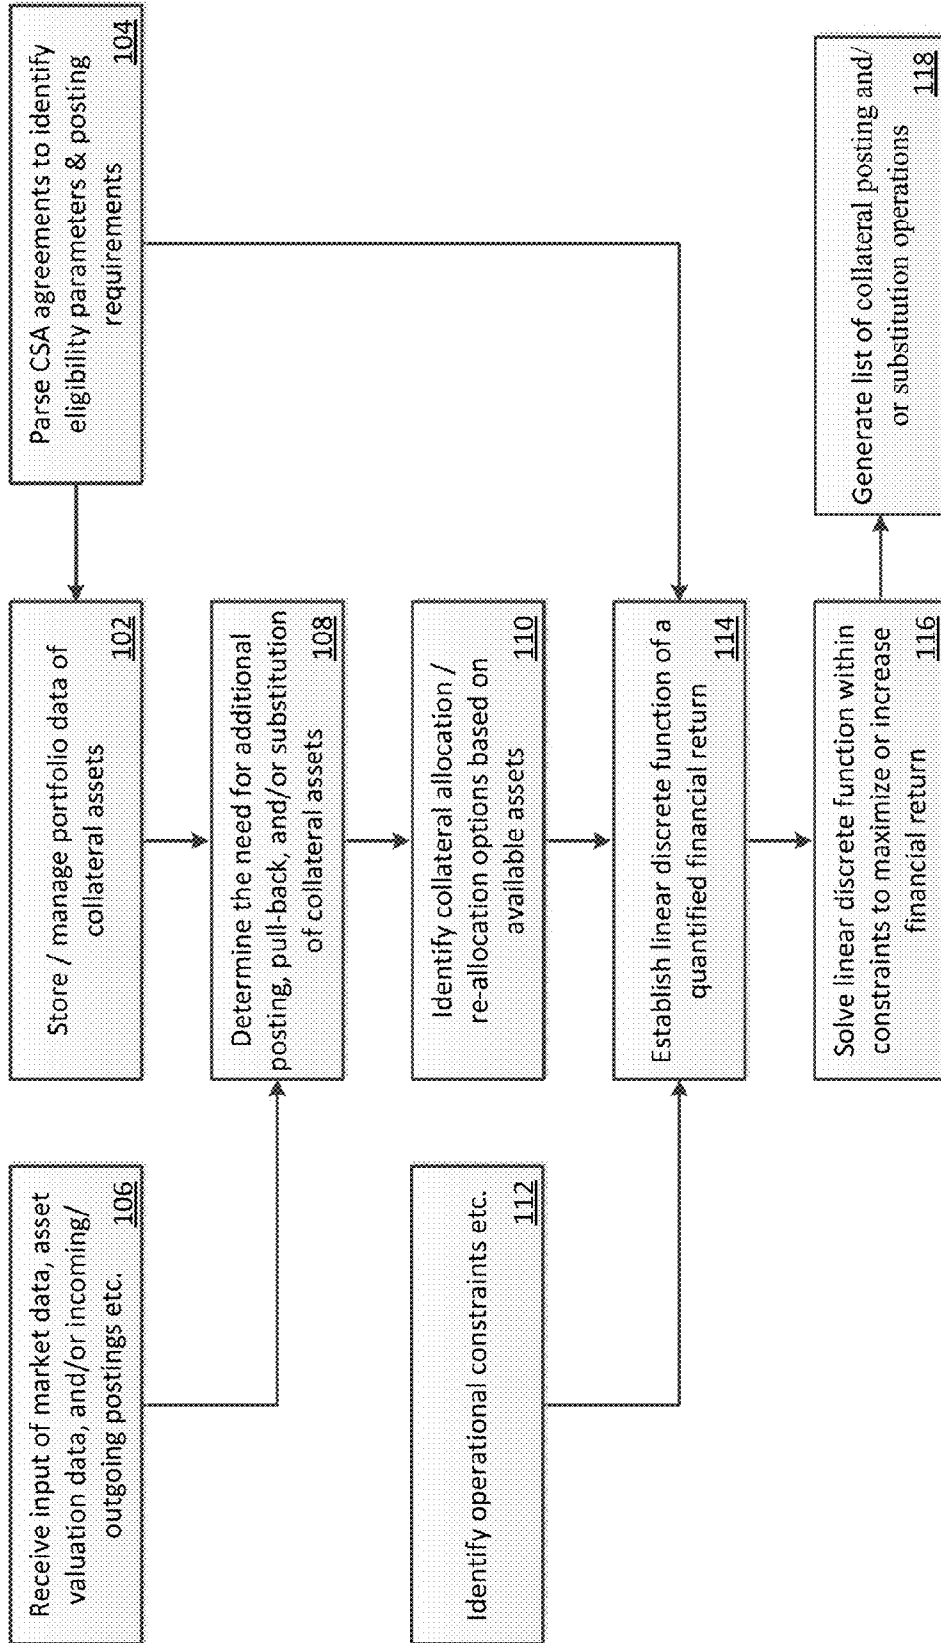 Receive input of market data, asset
valuation data, and/or incoming/
outgoing postings etc.
106
Store / manage portfolio data of
collateral assets
102
Parse CSA agreements to identify
eligibility parameters & posting
requirements
104
Determine the need for additional
posting, pull-back, and/or substitution
of collateral assets
108
Identify collateral allocation /
re-allocation options based on
available assets
110
Identify operational constraints etc.
112
Establish linear discrete function of a
quantified financial return
114
Solve linear discrete function within
constraints to maximize or increase
financial return
116
Generate list of collateral posting and/
or substitution operations
118